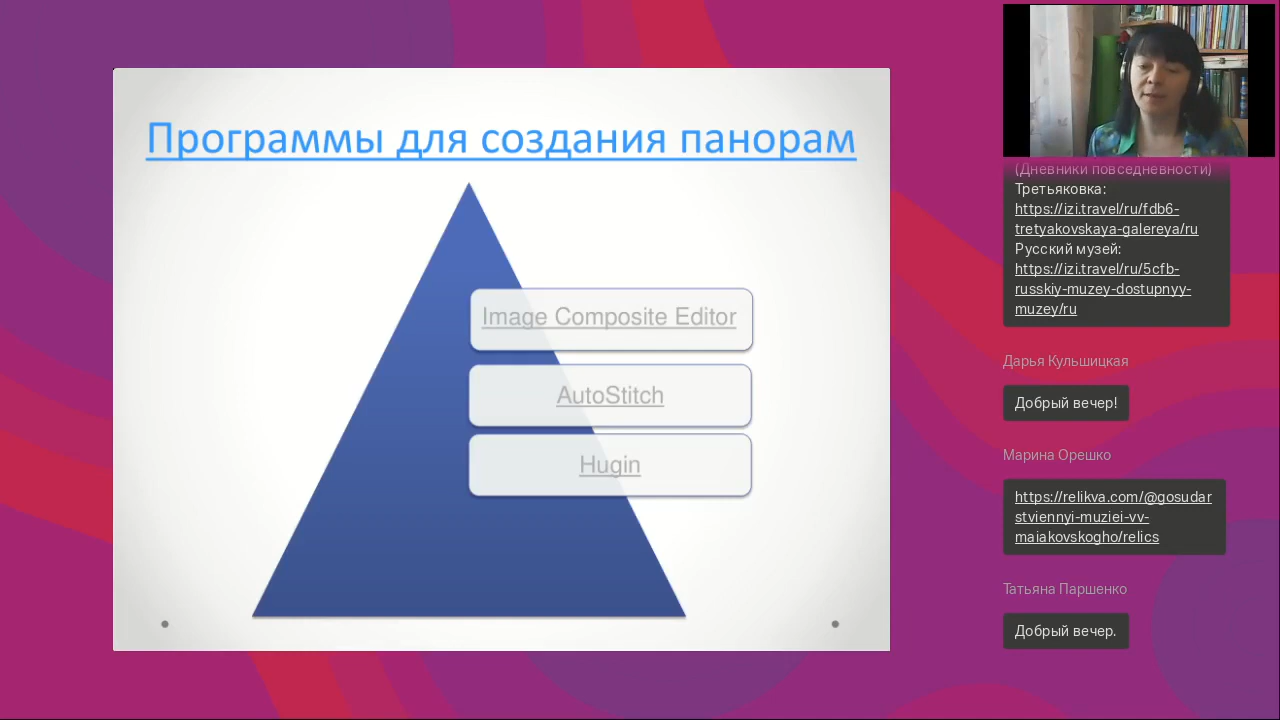 Программы для создания панорам
Image Composite Editor
AutoStitch
Hugin
(Дневники повседневности)
Третьяковка:
https://izi.travel/ru/fdb6-
tretyakovskaya-galereya/ru
Русский музей:
https://izi.travel/ru/5cfb-
russkiy-muzey-dostupnyy-
muzey/ru
Дарья Кульшицкая
Добрый вечер!
Марина Орешко
https://relikva.com/@gosudar
stviennyi-muziei-vv-
maiakovskogho/relics
Татьяна Паршенко
Добрый вечер.